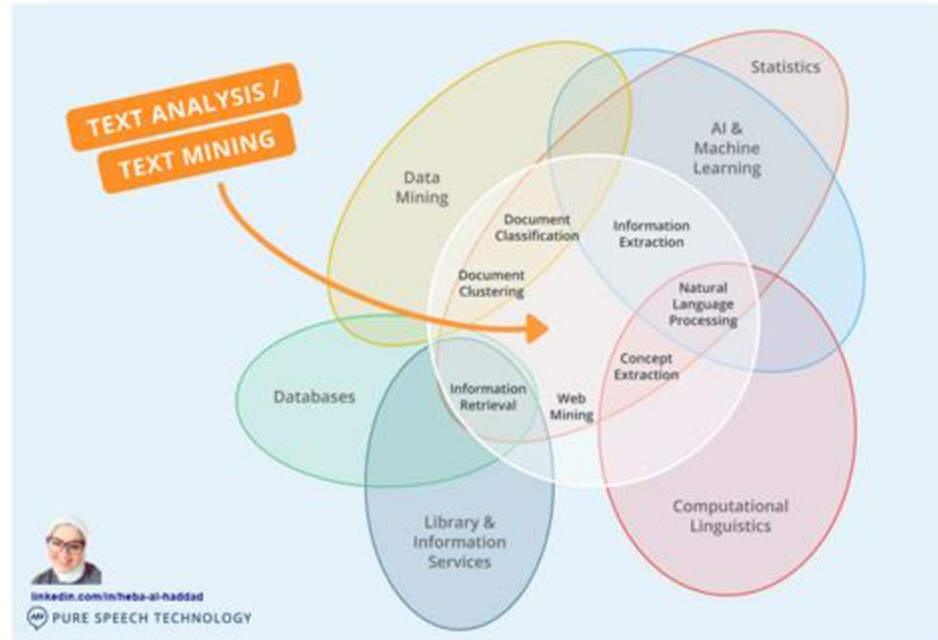 TEXT ANALYSIS /
TEXT MINING
Statistics
AI &
Machine
Learning
Data
Mining
Document
Classification
Information
Extraction
Document
Clustering
Natural
Language
Processing
Concept
Extraction
Databases
Information
Retrieval
Web
Mining
Library &
Information
Services
Computational
Linguistics
linkedin.com/in/heba-al-haddad
PURE SPEECH TECHNOLOGY